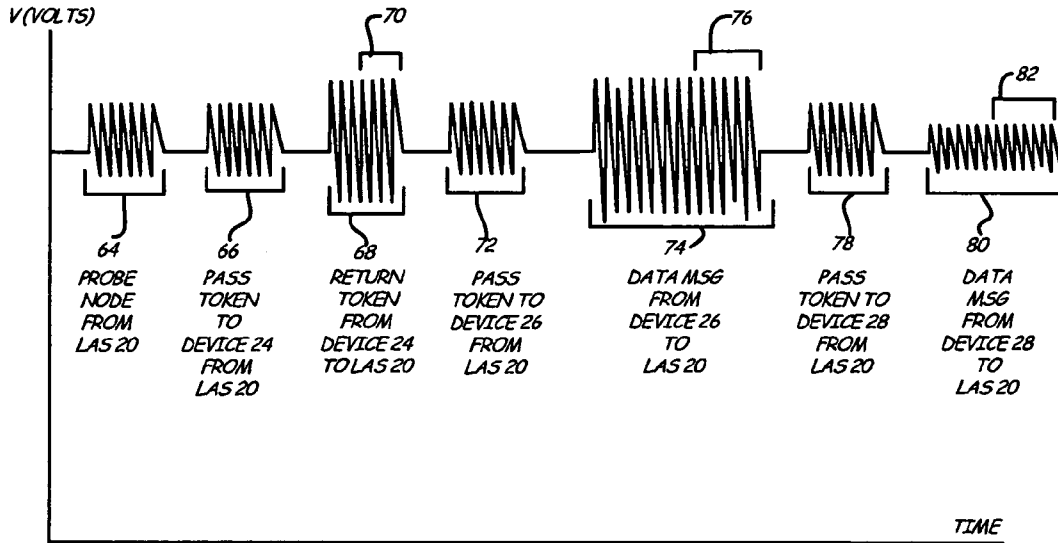 V(VOLTS)
70
76
82
64
66
68
72
74
78
80
PROBE
NODE
FROM
LAS 20
PASS
TOKEN
TO
DEVICE 24
FROM
LAS 20
RETURN
TOKEN
FROM
DEVICE 24
TO LAS 20
PASS
TOKEN TO
DEVICE 26
FROM
LAS 20
DATA MSG
FROM
DEVICE 26
TO
LAS 20
PASS
TOKEN TO
DEVICE 28
FROM
LAS 20
DATA
MSG
FROM
DEVICE 28
TO
LAS 20
TIME